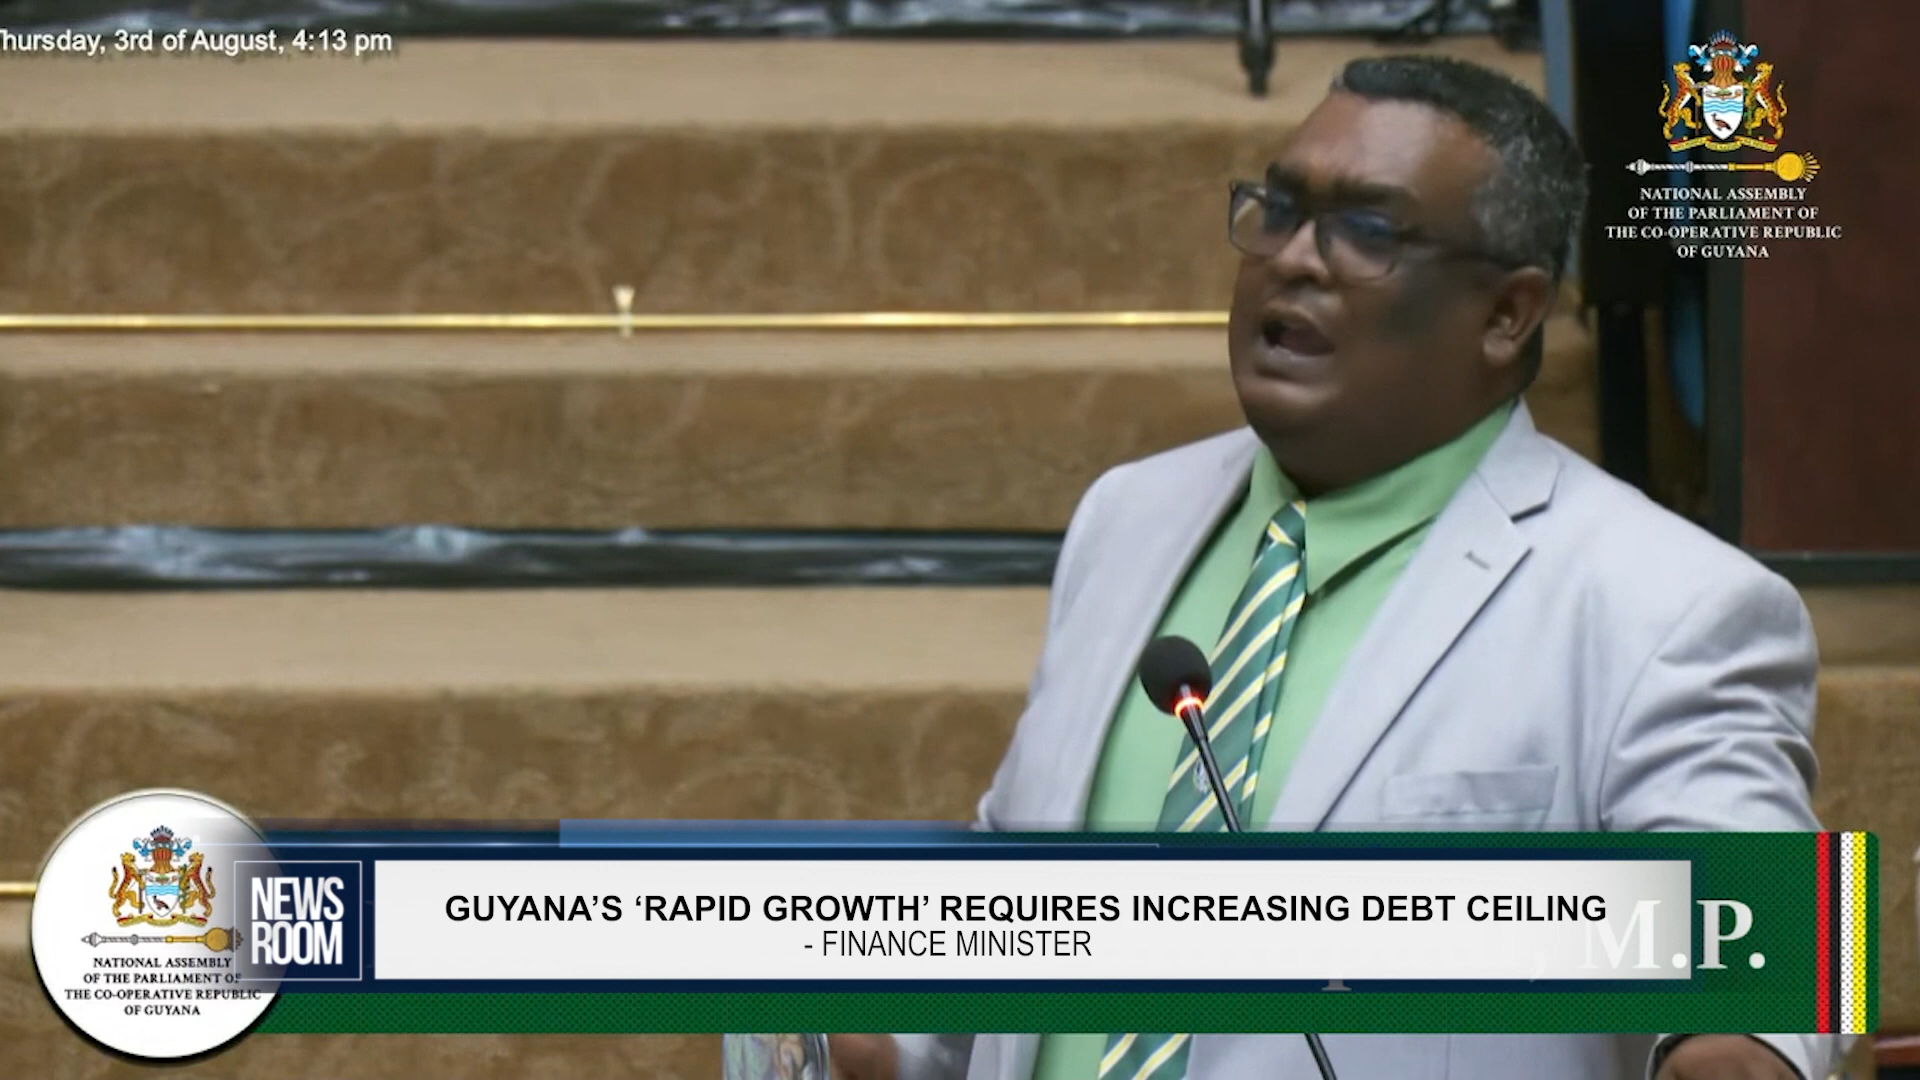 Thursday, 3rd of August, 4:13 pm
NATIONAL ASSEMBLY
OF THE PARLIAMENT OF
THE CO-OPERATIVE REPUBLIC
OF GUYANA
NEWS
ROOM
GUYANA’S ‘RAPID GROWTH’ REQUIRES INCREASING DEBT CEILING
- FINANCE MINISTER
M.P.
NATIONAL ASSEMBLY
OF THE PARLIAMENT OF
THE CO-OPERATIVE REPUBLIC
OF GUYANA